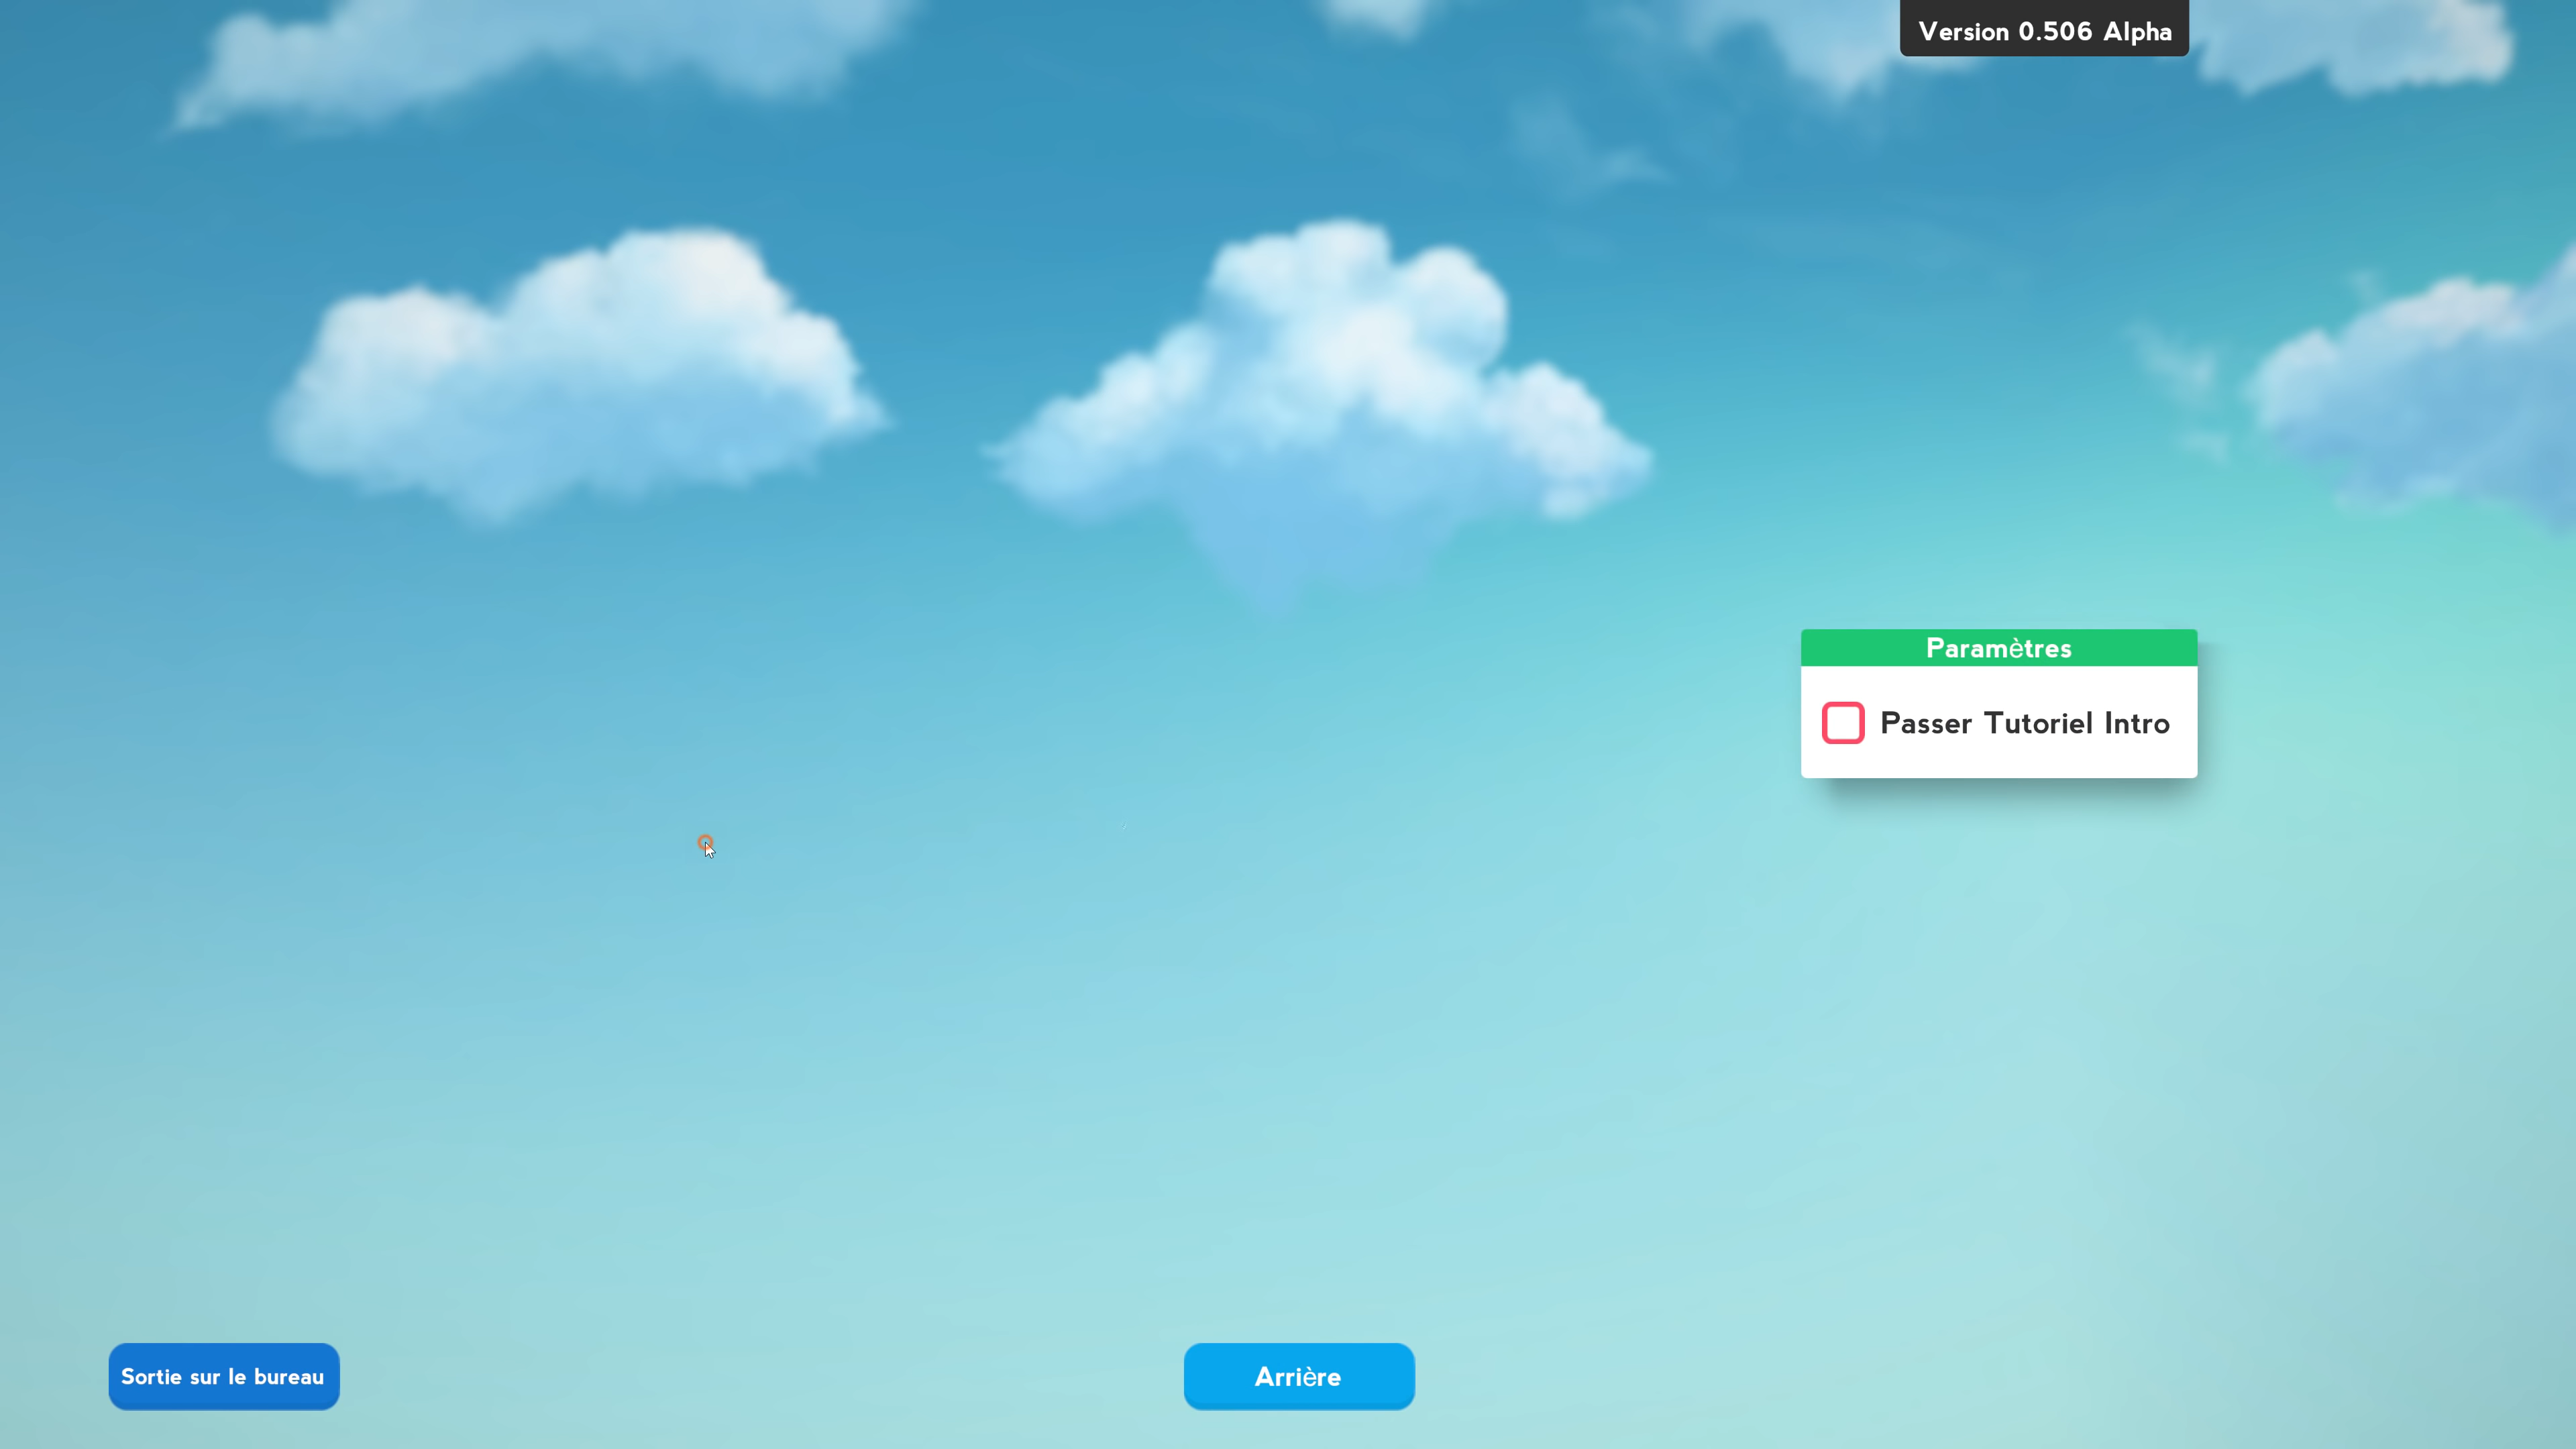 Version 0.506 Alpha
Paramètres
Passer Tutoriel Intro
Sortie sur le bureau
Arrière